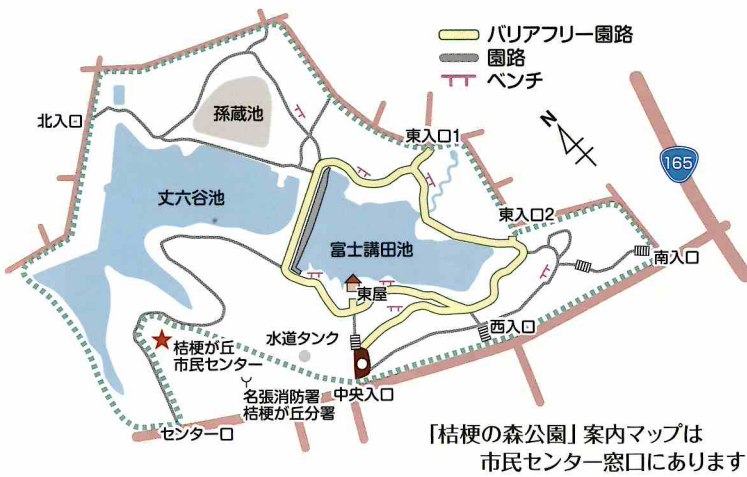 バリアフリー園路
園路
ベンチ
孫蔵池
北入口
東入口1
N
165
丈六谷池
東入口2
富士講田池
南入口
東屋
西入口
水道タンク
桔梗が丘
市民センター
名張消防署
桔梗が丘分署
中央入口
センター口
「桔梗の森公園」案内マップは
市民センター窓口にあります